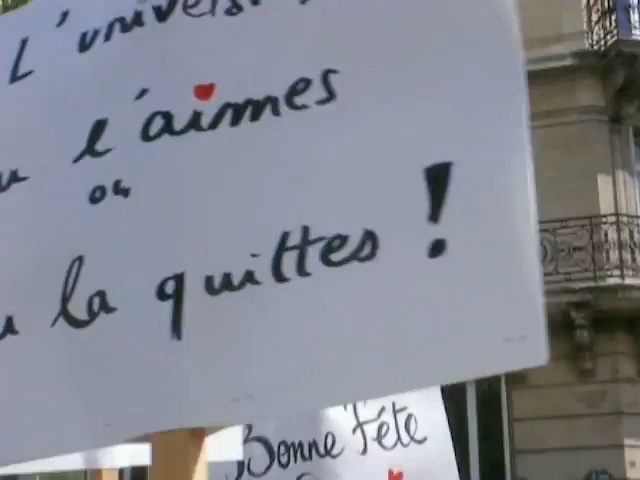 L'univers
l'aimes
ou
la quittes !
Bonne Fête